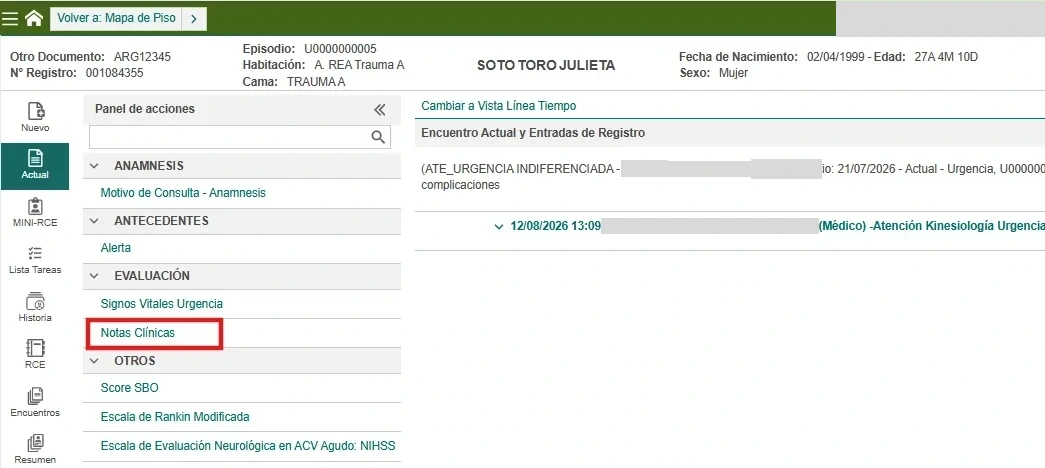 Volver a: Mapa de Piso
Otro Documento: ARG12345
N° Registro: 001084355
Episodio: U0000000005
Habitación: A. REA Trauma A
Cama: TRAUMA A
SOTO TORO JULIETA
Fecha de Nacimiento: 02/04/1999 - Edad: 27A 4M 10D
Sexo: Mujer
Nuevo
Actual
MINI-RCE
Lista Tareas
Historia
RCE
Encuentros
Resumen
Panel de acciones
ANAMNESIS
Motivo de Consulta - Anamnesis
ANTECEDENTES
Alerta
EVALUACIÓN
Signos Vitales Urgencia
Notas Clínicas
OTROS
Score SBO
Escala de Rankin Modificada
Escala de Evaluación Neurológica en ACV Agudo: NIHSS
Cambiar a Vista Línea Tiempo
Encuentro Actual y Entradas de Registro
(ATE_URGENCIA INDIFERENCIADA - io: 21/07/2026 - Actual - Urgencia, U00000
complicaciones
12/08/2026 13:09 (Médico) -Atención Kinesiología Urgencia